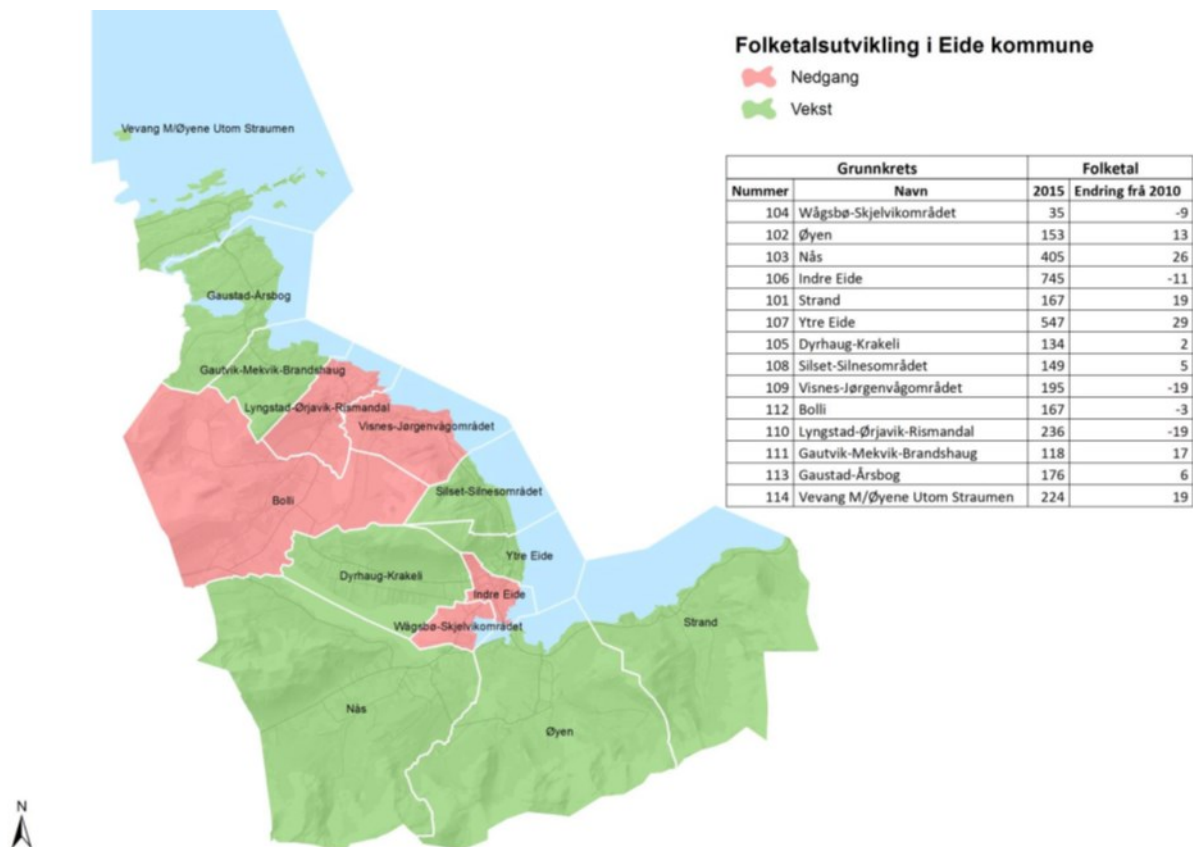 Folketalsutvikling i Eide kommune
Nedgang
Vekst
Grunnkrets Folketal
Nummer Navn 2015 Endring frå 2010
104 Wågsbø-Skjelvikområdet 35 -9
102 Øyen 153 13
103 Nås 405 26
106 Indre Eide 745 -11
101 Strand 167 19
107 Ytre Eide 547 29
105 Dyrhaug-Krakeli 134 2
108 Silset-Silnesområdet 149 5
109 Visnes-Jørgenvågområdet 195 -19
112 Bolli 167 -3
110 Lyngstad-Ørjavik-Rismandal 236 -19
111 Gautvik-Mekvik-Brandshaug 118 17
113 Gaustad-Årsbog 176 6
114 Vevang M/Øyene Utom Straumen 224 19
Vevang M/Øyene Utom Straumen
Gaustad-Årsbog
Gautvik-Mekvik-Brandshaug
Lyngstad-Ørjavik-Rismandal
Visnes-Jørgenvågområdet
Bolli
Silset-Silnesområdet
Ytre Eide
Dyrhaug-Krakeli
Indre Eide
Wågsbø-Skjelvikområdet
Strand
Nås
Øyen
N